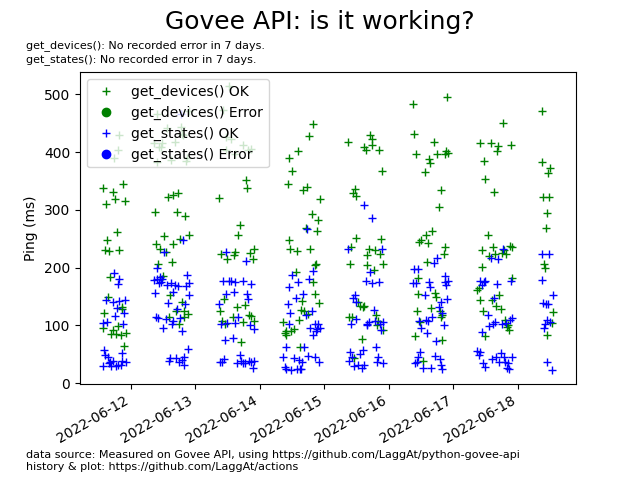 Govee API: is it working?
get_devices(): No recorded error in 7 days.
get_states(): No recorded error in 7 days.
get_devices() OK
get_devices() Error
get_states() OK
get_states() Error
Ping (ms)
500
400
300
200
100
0
2022-06-12
2022-06-13
2022-06-14
2022-06-15
2022-06-16
2022-06-17
2022-06-18
data source: Measured on Govee API, using https://github.com/LaggAt/python-govee-api
history & plot: https://github.com/LaggAt/actions